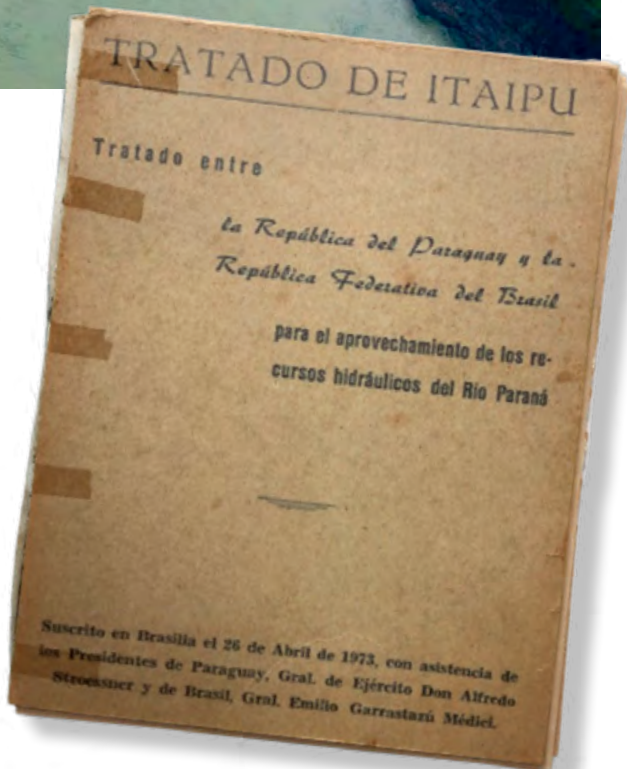 TRATADO DE ITAIPU
Tratado entre
la República del Paraguay y la
República Federativa del Brasil
para el aprovechamiento de los re-
cursos hidráulicos del Río Paraná
Suscrito en Brasilia el 26 de Abril de 1973, con asistencia de
los Presidentes de Paraguay, Gral. de Ejército Don Alfredo
Stroessner y de Brasil, Gral. Emilio Garrastazú Médici.